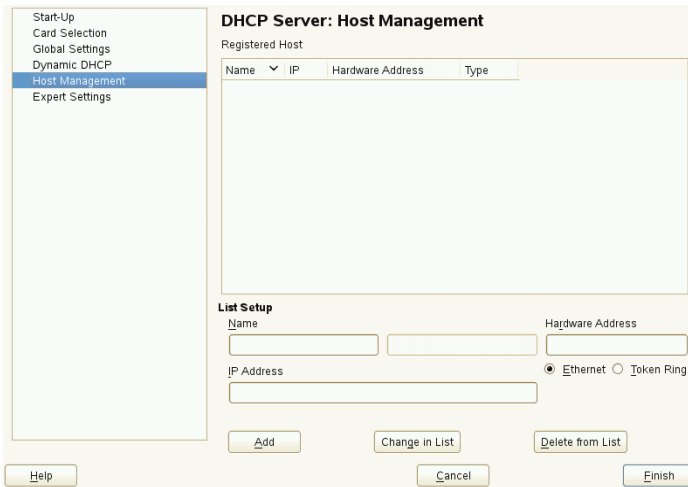 Start-Up
Card Selection
Global Settings
Dynamic DHCP
Host Management
Expert Settings
DHCP Server: Host Management
Registered Host
Name IP Hardware Address Type
List Setup
Name Hardware Address
IP Address Ethernet Token Ring
Add Change in List Delete from List
Help Cancel Finish